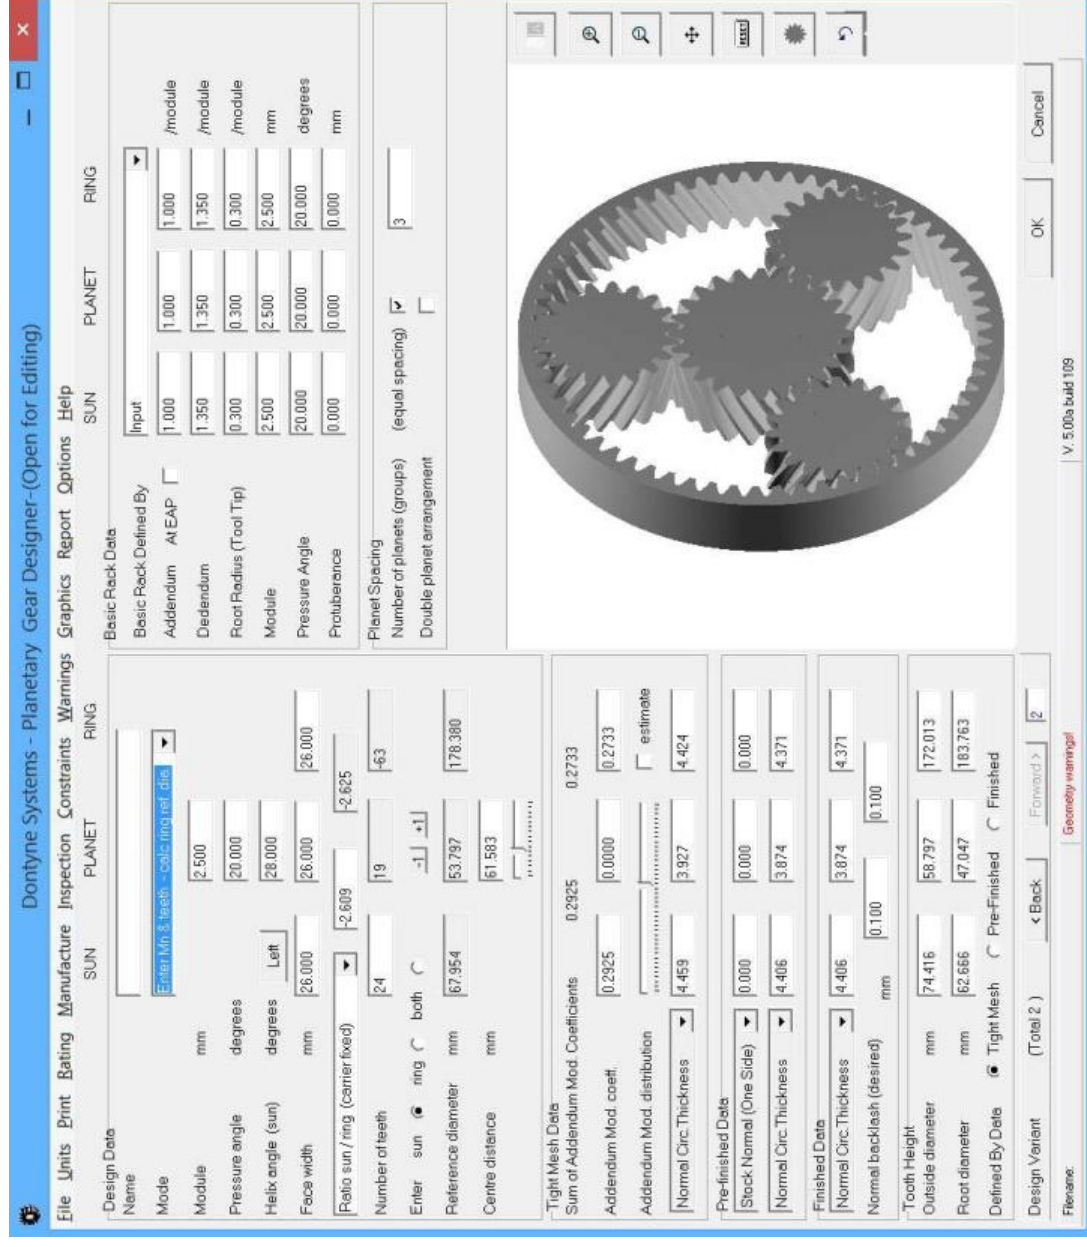 Dontyne Systems - Planetary Gear Designer-(Open for Editing)
File Units Print Rating Manufacture Inspection Constraints Warnings Graphics Report Options Help
Design Data SUN PLANET RING
Name
Mode Enter Mn & teeth - calc ring ref. dia
Module mm 2.500
Pressure angle degrees 20.000
Helix angle (sun) degrees Left 28.000
Face width mm 26.000 26.000 26.000
Ratio sun / ring (carrier fixed) -2.609 -2.625
Number of teeth 24 19 -63
Enter sun ring both -1 +1
Reference diameter mm 67.954 53.797 178.380
Centre distance mm 61.583
Tight Mesh Data
Sum of Addendum Mod. Coefficients 0.2925 0.2733
Addendum Mod. coeff. 0.2925 0.0000 0.2733
Addendum Mod. distribution estimate
Normal Circ.Thickness 4.459 3.927 4.424
Pre-finished Data
Stock Normal (One Side) 0.000 0.000 0.000
Normal Circ.Thickness 4.406 3.874 4.371
Finished Data
Normal Circ.Thickness 4.406 3.874 4.371
Normal backlash (desired) mm 0.100 0.100
Tooth Height
Outside diameter mm 74.416 58.797 172.013
Root diameter mm 62.666 47.047 183.763
Defined By Data Tight Mesh Pre-Finished Finished
Design Variant (Total 2 ) < Back Forward > 2
Filename: Geometry warnings! V. 5.00a build 109
Basic Rack Data SUN PLANET RING
Basic Rack Defined By Input
Addendum At EAP 1.000 1.000 1.000 /module
Dedendum 1.350 1.350 1.350 /module
Root Radius (Tool Tip) 0.300 0.300 0.300 /module
Module 2.500 2.500 2.500 mm
Pressure Angle 20.000 20.000 20.000 degrees
Protuberance 0.000 0.000 0.000 mm
Planet Spacing
Number of planets (groups) (equal spacing) 3
Double planet arrangement
RESET
OK Cancel